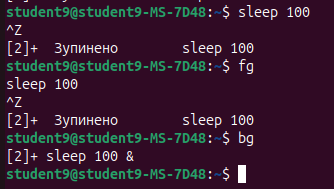 student9@student9-MS-7D48:~$ sleep 100
^Z
[2]+  Зупинено        sleep 100
student9@student9-MS-7D48:~$ fg
sleep 100
^Z
[2]+  Зупинено        sleep 100
student9@student9-MS-7D48:~$ bg
[2]+ sleep 100 &
student9@student9-MS-7D48:~$